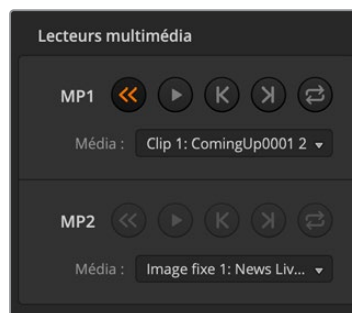 Lecteurs multimédia
MP1
Média : Clip 1: ComingUp0001 2
MP2
Média : Image fixe 1: News Liv...